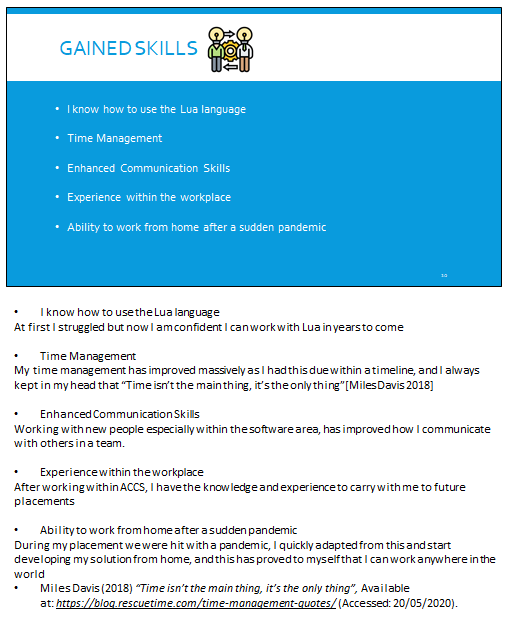 GAINED SKILLS
• I know how to use the Lua language
• Time Management
• Enhanced Communication Skills
• Experience within the workplace
• Ability to work from home after a sudden pandemic
• I know how to use the Lua language
At first I struggled but now I am confident I can work with Lua in years to come
• Time Management
My time management has improved massively as I had this due within a timeline, and I always
kept in my head that “Time isn’t the main thing, it’s the only thing” [Miles Davis 2018]
• Enhanced Communication Skills
Working with new people especially within the software area, has improved how I communicate
with others in a team.
• Experience within the workplace
After working within ACCS, I have the knowledge and experience to carry with me to future
placements
• Ability to work from home after a sudden pandemic
During my placement we were hit with a pandemic, I quickly adapted from this and start
developing my solution from home, and this has proved to myself that I can work anywhere in the
world
• Miles Davis (2018) “Time isn’t the main thing, it’s the only thing”, Available
at: https://blog.rescuetime.com/time-management-quotes/ (Accessed: 20/05/2020).